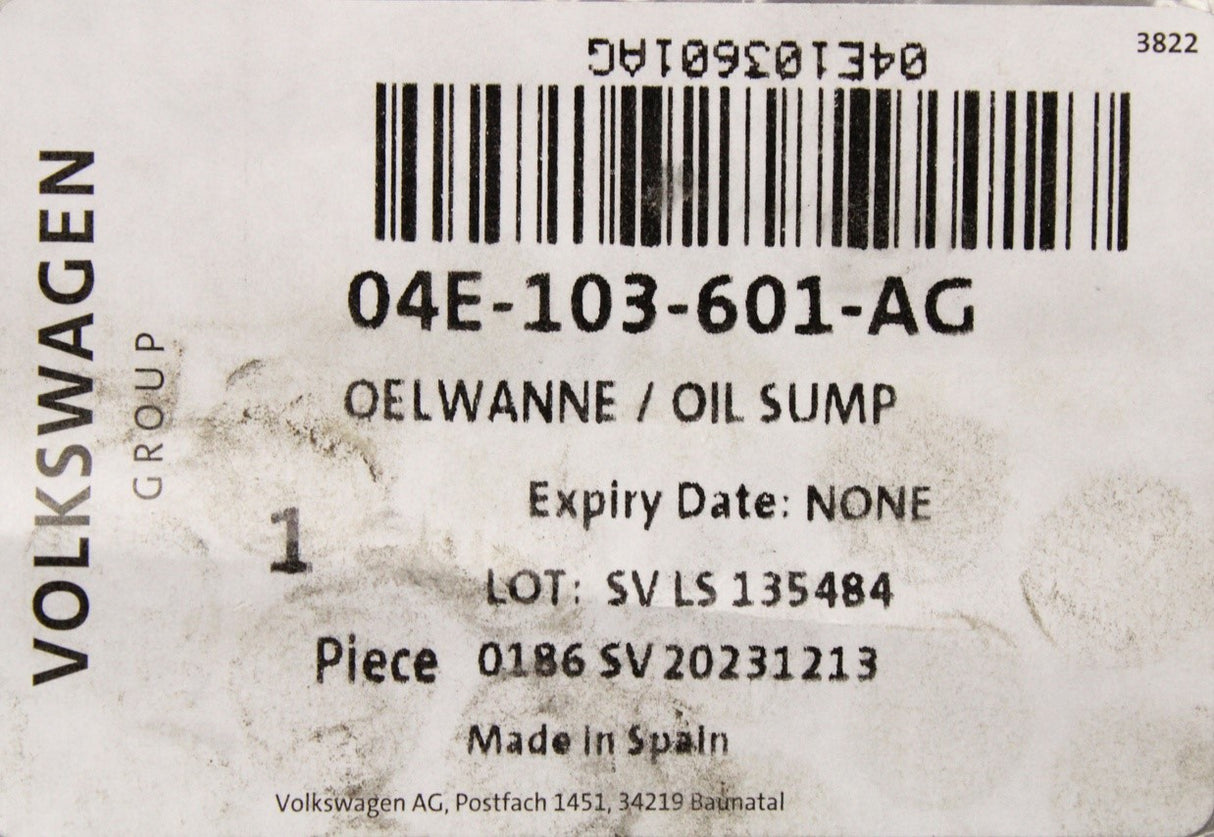 3822
04E103601AG
04E-103-601-AG
OELWANNE / OIL SUMP
Expiry Date: NONE
1
LOT: SV LS 135484
Piece 0186 SV 20231213
Made in Spain
Volkswagen AG, Postfach 1451, 34219 Baunatal
VOLKSWAGEN
GROUP